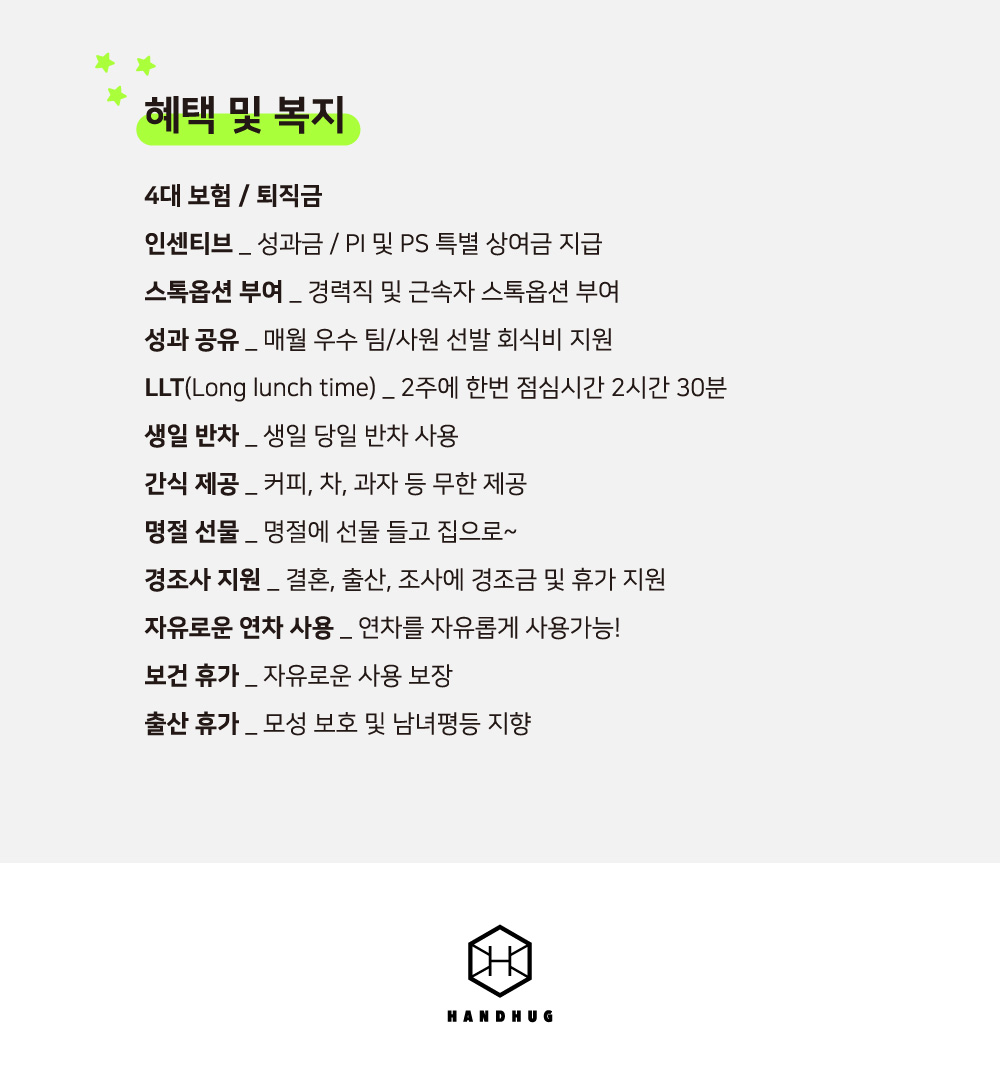 혜택 및 복지
4대 보험 / 퇴직금
인센티브 _ 성과금 / PI 및 PS 특별 상여금 지급
스톡옵션 부여 _ 경력직 및 근속자 스톡옵션 부여
성과 공유 _ 매월 우수 팀/사원 선발 회식비 지원
LLT(Long lunch time) _ 2주에 한번 점심시간 2시간 30분
생일 반차 _ 생일 당일 반차 사용
간식 제공 _ 커피, 차, 과자 등 무한 제공
명절 선물 _ 명절에 선물 들고 집으로~
경조사 지원 _ 결혼, 출산, 조사에 경조금 및 휴가 지원
자유로운 연차 사용 _ 연차를 자유롭게 사용가능!
보건 휴가 _ 자유로운 사용 보장
출산 휴가 _ 모성 보호 및 남녀평등 지향
HANDHUG